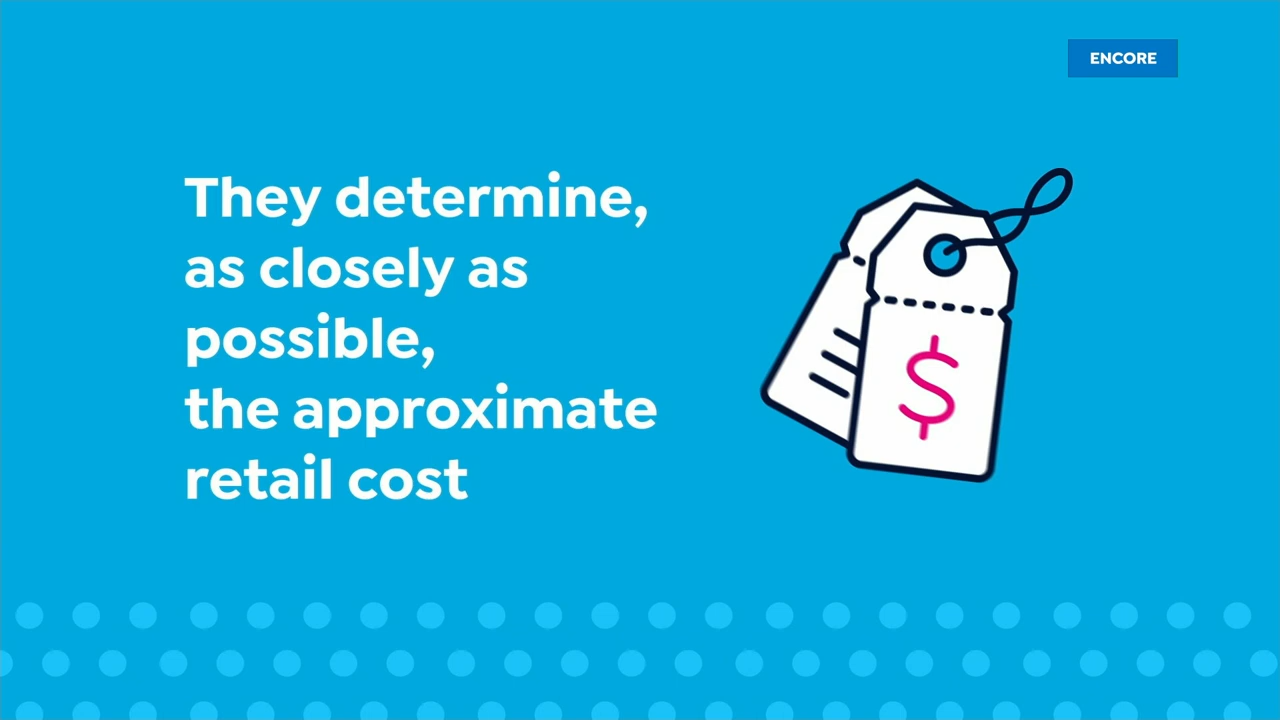 ENCORE
They determine,
as closely as
possible,
the approximate
retail cost
$